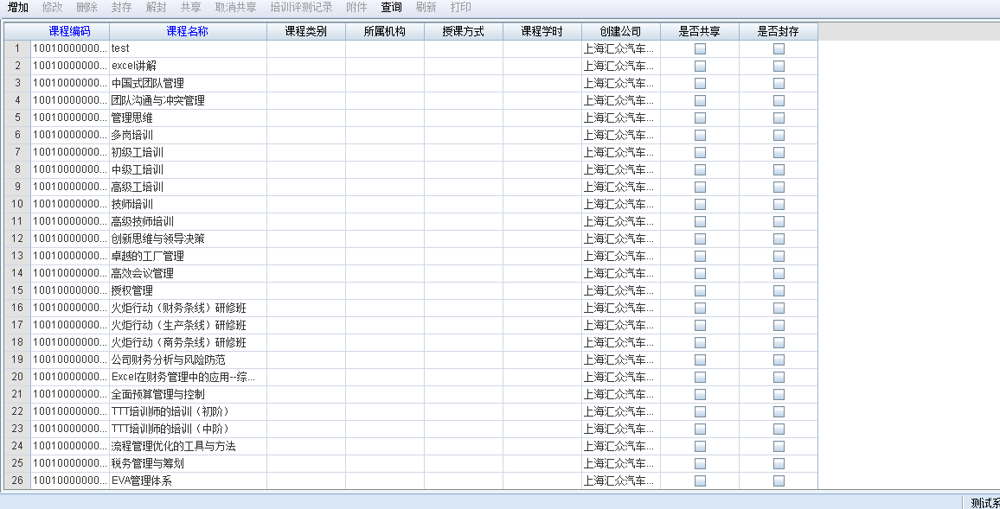 增加 修改 删除 封存 解封 共享 取消共享 培训评测记录 附件 查询 刷新 打印
课程编码 课程名称 课程类别 所属机构 授课方式 课程学时 创建公司 是否共享 是否封存
1 10010000000... test 上海汇众汽车...
2 10010000000... excel讲解 上海汇众汽车...
3 10010000000... 中国式团队管理 上海汇众汽车...
4 10010000000... 团队沟通与冲突管理 上海汇众汽车...
5 10010000000... 管理思维 上海汇众汽车...
6 10010000000... 多岗培训 上海汇众汽车...
7 10010000000... 初级工培训 上海汇众汽车...
8 10010000000... 中级工培训 上海汇众汽车...
9 10010000000... 高级工培训 上海汇众汽车...
10 10010000000... 技师培训 上海汇众汽车...
11 10010000000... 高级技师培训 上海汇众汽车...
12 10010000000... 创新思维与领导决策 上海汇众汽车...
13 10010000000... 卓越的工厂管理 上海汇众汽车...
14 10010000000... 高效会议管理 上海汇众汽车...
15 10010000000... 授权管理 上海汇众汽车...
16 10010000000... 火炬行动（财务条线）研修班 上海汇众汽车...
17 10010000000... 火炬行动（生产条线）研修班 上海汇众汽车...
18 10010000000... 火炬行动（商务条线）研修班 上海汇众汽车...
19 10010000000... 公司财务分析与风险防范 上海汇众汽车...
20 10010000000... Excel在财务管理中的应用--综... 上海汇众汽车...
21 10010000000... 全面预算管理与控制 上海汇众汽车...
22 10010000000... TTT培训师的培训（初阶） 上海汇众汽车...
23 10010000000... TTT培训师的培训（中阶） 上海汇众汽车...
24 10010000000... 流程管理优化的工具与方法 上海汇众汽车...
25 10010000000... 税务管理与筹划 上海汇众汽车...
26 10010000000... EVA管理体系 上海汇众汽车...
测试系